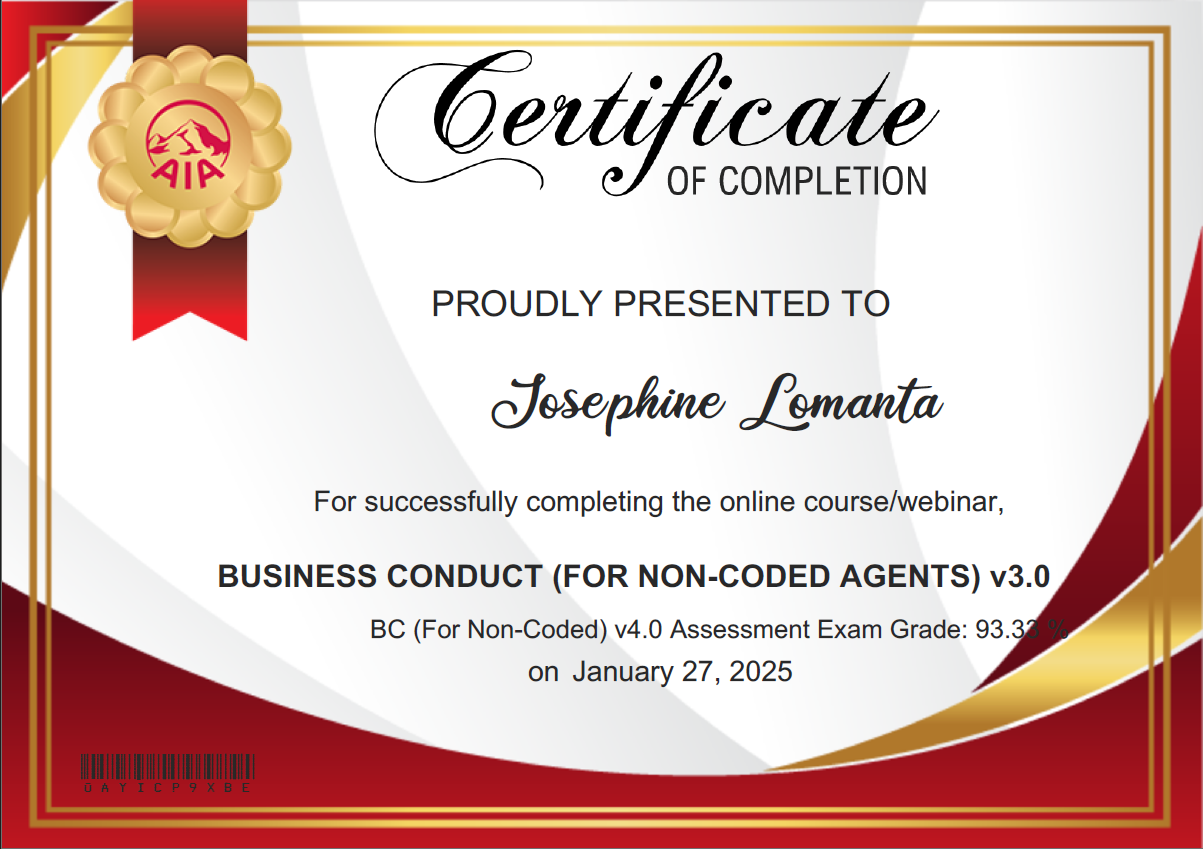 AIA
Certificate
OF COMPLETION
PROUDLY PRESENTED TO
Josephine Lomanta
For successfully completing the online course/webinar,
BUSINESS CONDUCT (FOR NON-CODED AGENTS) v3.0
BC (For Non-Coded) v4.0 Assessment Exam Grade: 93.33 %
on January 27, 2025
OAYICP9XBE